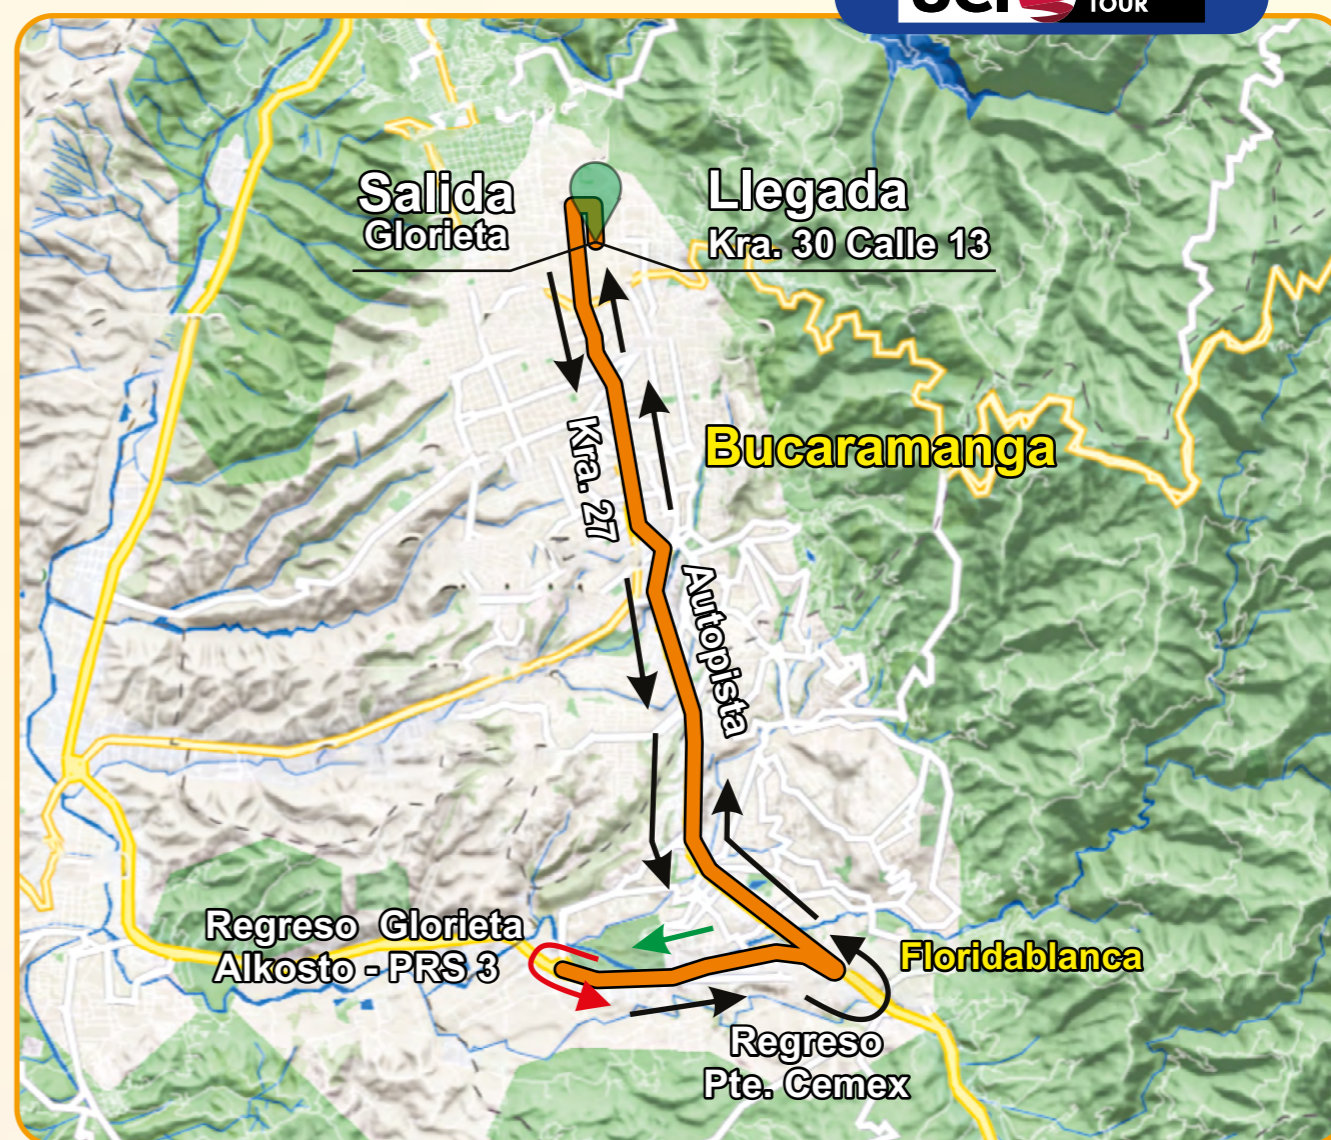 TOUR
Salida
Glorieta
Llegada
Kra. 30 Calle 13
Kra. 27
Bucaramanga
Autopista
Regreso Glorieta
Alkosto - PRS 3
Floridablanca
Regreso
Pte. Cemex